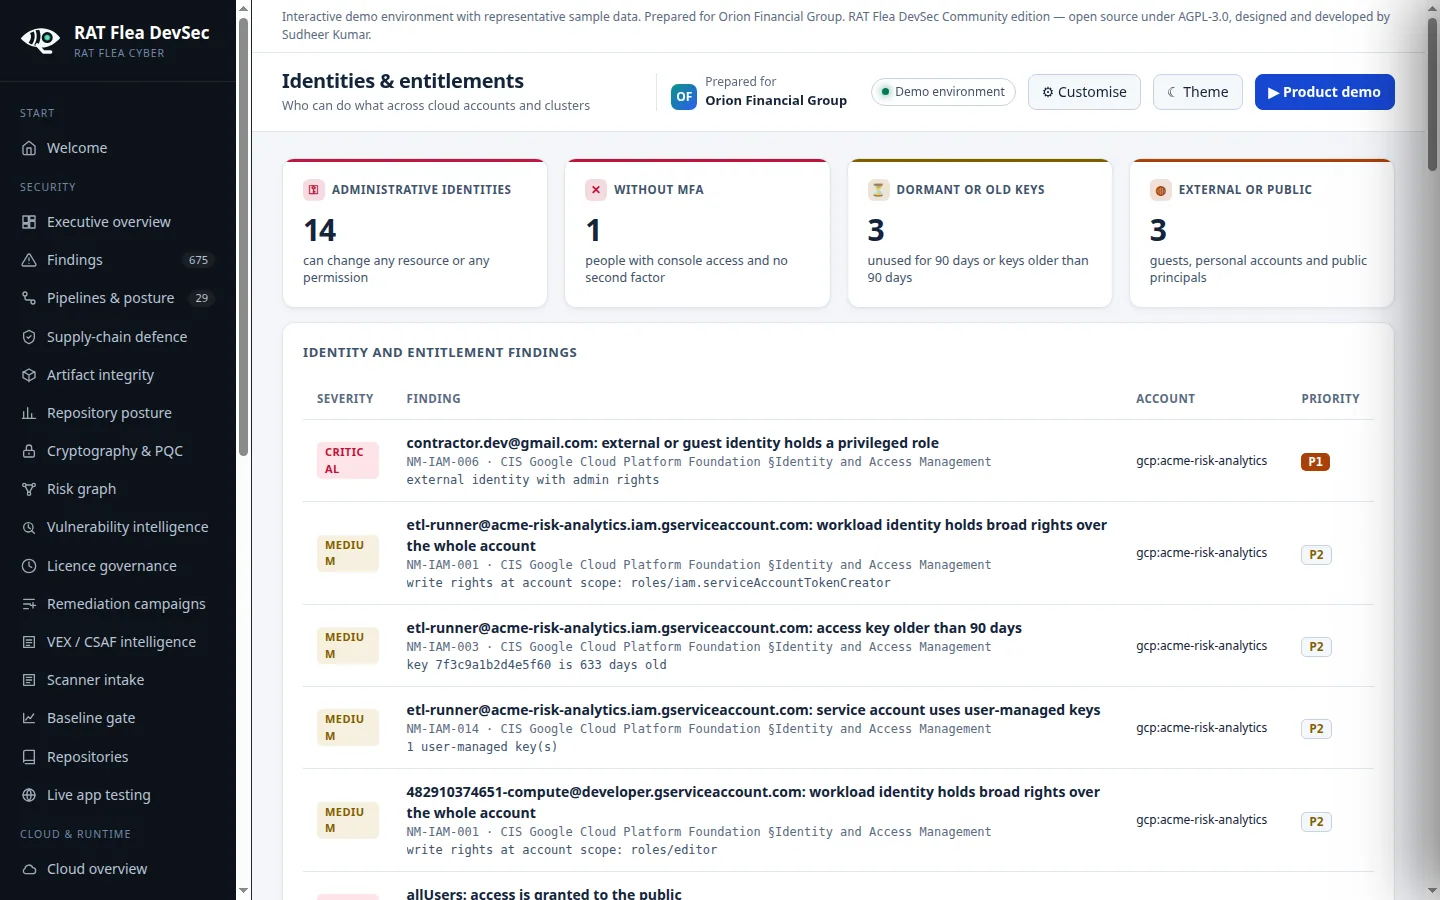 RAT Flea DevSec
RAT FLEA CYBER
START
Welcome
SECURITY
Executive overview
Findings 675
Pipelines & posture 29
Supply-chain defence
Artifact integrity
Repository posture
Cryptography & PQC
Risk graph
Vulnerability intelligence
Licence governance
Remediation campaigns
VEX / CSAF intelligence
Scanner intake
Baseline gate
Repositories
Live app testing
CLOUD & RUNTIME
Cloud overview
Interactive demo environment with representative sample data. Prepared for Orion Financial Group. RAT Flea DevSec Community edition — open source under AGPL-3.0, designed and developed by
Sudheer Kumar.
Identities & entitlements
Who can do what across cloud accounts and clusters
OF
Prepared for
Orion Financial Group
Demo environment
⚙ Customise
☾ Theme
▶ Product demo
ADMINISTRATIVE IDENTITIES
14
can change any resource or any
permission
WITHOUT MFA
1
people with console access and no
second factor
DORMANT OR OLD KEYS
3
unused for 90 days or keys older than
90 days
EXTERNAL OR PUBLIC
3
guests, personal accounts and public
principals
IDENTITY AND ENTITLEMENT FINDINGS
SEVERITY FINDING ACCOUNT PRIORITY
CRITIC
AL
contractor.dev@gmail.com: external or guest identity holds a privileged role
NM-IAM-006 · CIS Google Cloud Platform Foundation §Identity and Access Management
external identity with admin rights
gcp:acme-risk-analytics
P1
MEDIU
M
etl-runner@acme-risk-analytics.iam.gserviceaccount.com: workload identity holds broad rights over
the whole account
NM-IAM-001 · CIS Google Cloud Platform Foundation §Identity and Access Management
write rights at account scope: roles/iam.serviceAccountTokenCreator
gcp:acme-risk-analytics
P2
MEDIU
M
etl-runner@acme-risk-analytics.iam.gserviceaccount.com: access key older than 90 days
NM-IAM-003 · CIS Google Cloud Platform Foundation §Identity and Access Management
key 7f3c9a1b2d4e5f60 is 633 days old
gcp:acme-risk-analytics
P2
MEDIU
M
etl-runner@acme-risk-analytics.iam.gserviceaccount.com: service account uses user-managed keys
NM-IAM-014 · CIS Google Cloud Platform Foundation §Identity and Access Management
1 user-managed key(s)
gcp:acme-risk-analytics
P2
MEDIU
M
482910374651-compute@developer.gserviceaccount.com: workload identity holds broad rights over
the whole account
NM-IAM-001 · CIS Google Cloud Platform Foundation §Identity and Access Management
write rights at account scope: roles/editor
gcp:acme-risk-analytics
P2
allUsers: access is granted to the public